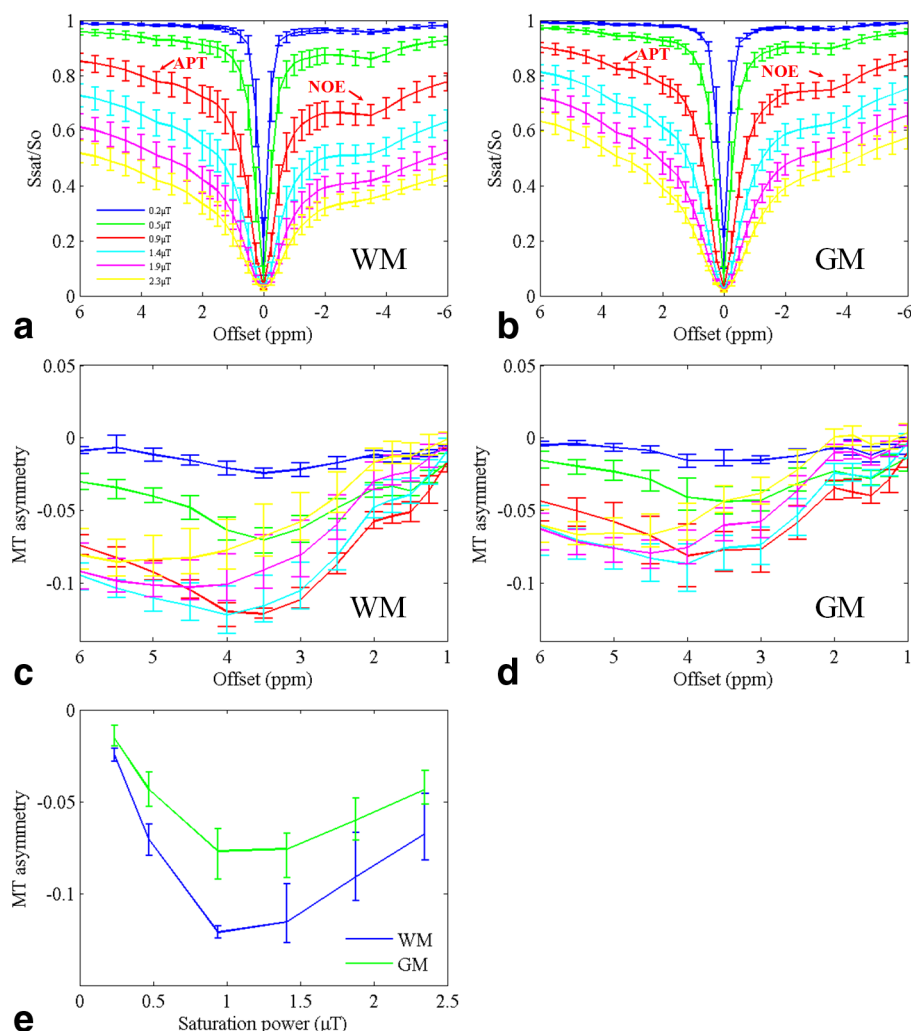 1
0.8
0.6
0.4
0.2
0
Ssat/So
APT
NOE
0.2µT
0.5µT
0.9µT
1.4µT
1.9µT
2.3µT
WM
6 4 2 0 -2 -4 -6
a Offset (ppm)
1
0.8
0.6
0.4
0.2
0
Ssat/So
APT
NOE
GM
6 4 2 0 -2 -4 -6
b Offset (ppm)
0.05
0
-0.05
-0.1
MT asymmetry
WM
6 5 4 3 2 1
c Offset (ppm)
0.05
0
-0.05
-0.1
MT asymmetry
GM
6 5 4 3 2 1
d Offset (ppm)
0
-0.05
-0.1
MT asymmetry
WM
GM
0 0.5 1 1.5 2 2.5
e Saturation power (µT)